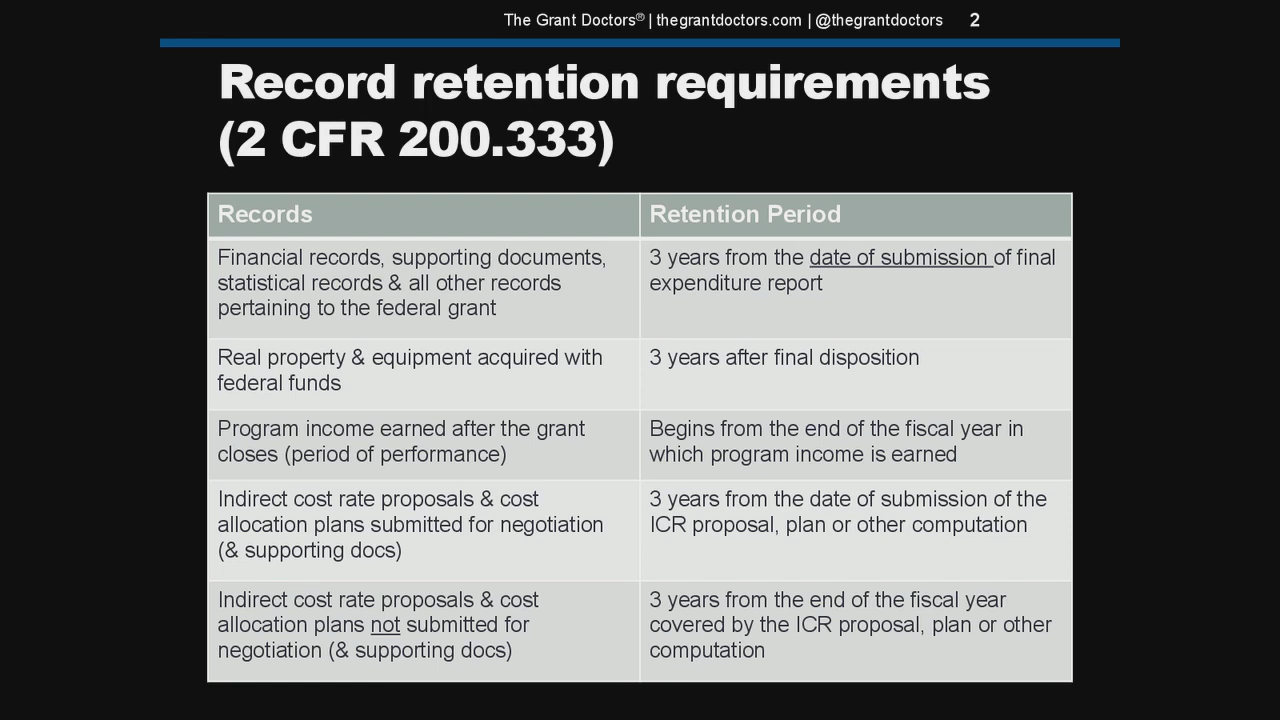 The Grant Doctors® | thegrantdoctors.com | @thegrantdoctors 2
Record retention requirements
(2 CFR 200.333)
Records
Retention Period
Financial records, supporting documents,
statistical records & all other records
pertaining to the federal grant
3 years from the date of submission of final
expenditure report
Real property & equipment acquired with
federal funds
3 years after final disposition
Program income earned after the grant
closes (period of performance)
Begins from the end of the fiscal year in
which program income is earned
Indirect cost rate proposals & cost
allocation plans submitted for negotiation
(& supporting docs)
3 years from the date of submission of the
ICR proposal, plan or other computation
Indirect cost rate proposals & cost
allocation plans not submitted for
negotiation (& supporting docs)
3 years from the end of the fiscal year
covered by the ICR proposal, plan or other
computation